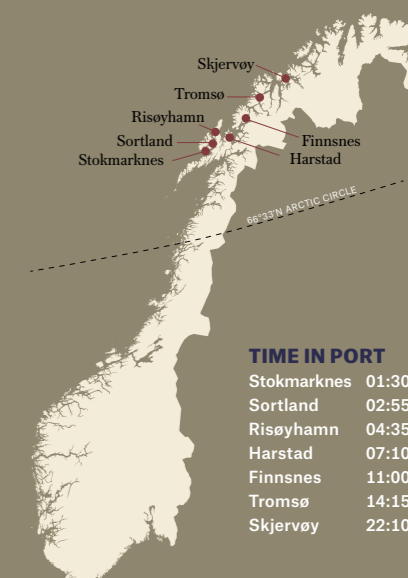 Skjervøy
Tromsø
Risøyhamn
Sortland
Stokmarknes
Finnsnes
Harstad
66°33'N ARCTIC CIRCLE
TIME IN PORT
Stokmarknes 01:30
Sortland 02:55
Risøyhamn 04:35
Harstad 07:10
Finnsnes 11:00
Tromsø 14:15
Skjervøy 22:10